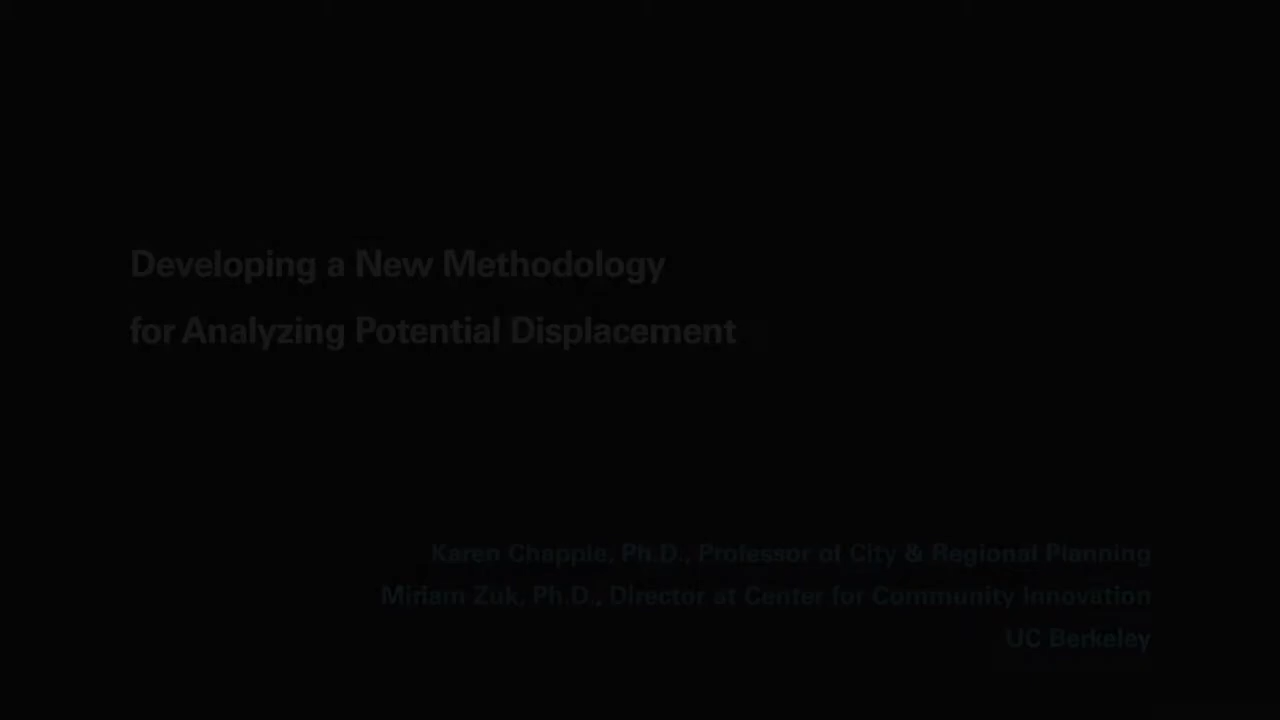 Developing a New Methodology
for Analyzing Potential Displacement
Karen Chapple, Ph.D., Professor of City & Regional Planning
Miriam Zuk, Ph.D., Director at Center for Community Innovation
UC Berkeley